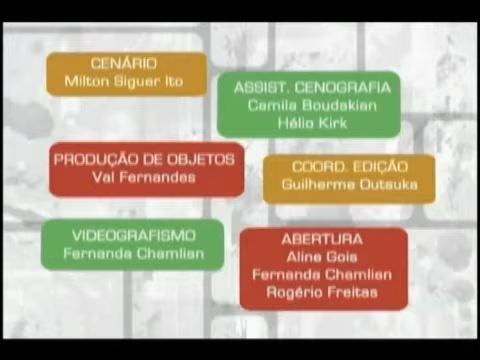 CENÁRIO
Milton Siguer Ito
ASSIST. CENOGRAFIA
Camila Boudakian
Hélio Kirk
PRODUÇÃO DE OBJETOS
Val Fernandes
COORD. EDIÇÃO
Guilherme Outsuka
VIDEOGRAFISMO
Fernanda Chamlian
ABERTURA
Aline Gois
Fernanda Chamlian
Rogério Freitas